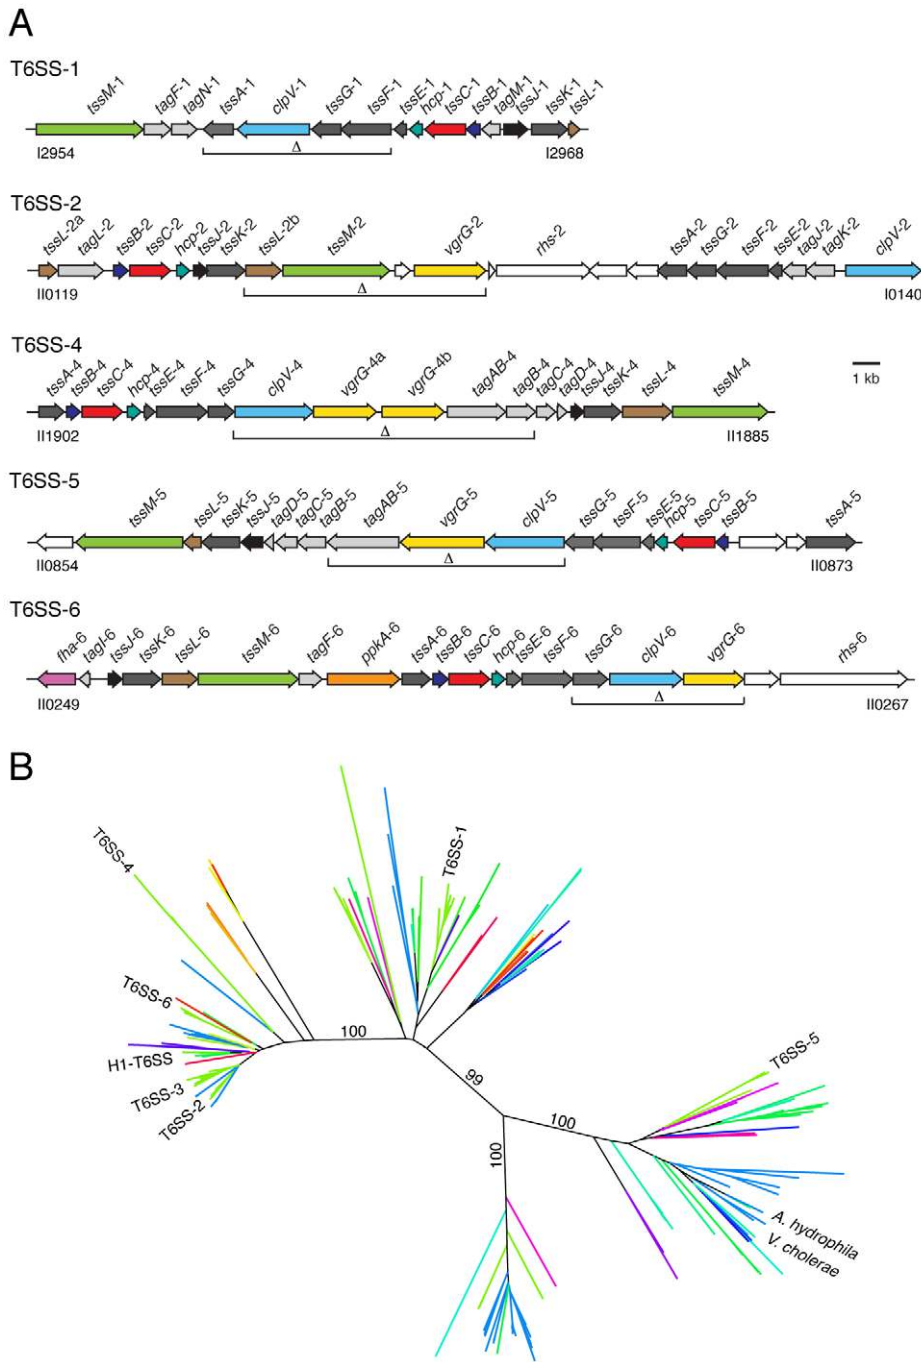 A
T6SS-1
tssM-1 tagF-1 tagN-1 tssA-1 clpV-1 tssG-1 tssF-1 tssE-1 hcp-1 tssC-1 tssB-1 tagM-1 tssJ-1 tssK-1 tssL-1
Δ
I2954 I2968
T6SS-2
tssL-2a tagL-2 tssB-2 tssC-2 hcp-2 tssJ-2 tssK-2 tssL-2b tssM-2 vgrG-2 rhs-2 tssA-2 tssG-2 tssF-2 tssE-2 tagJ-2 tagK-2 clpV-2
Δ
II0119 I0140
T6SS-4
tssA-4 tssB-4 tssC-4 hcp-4 tssE-4 tssF-4 tssG-4 clpV-4 vgrG-4a vgrG-4b tagAB-4 tagB-4 tagC-4 tagD-4 tssJ-4 tssK-4 tssL-4 tssM-4
1 kb
Δ
II1902 II1885
T6SS-5
tssM-5 tssL-5 tssK-5 tssJ-5 tagD-5 tagC-5 tagB-5 tagAB-5 vgrG-5 clpV-5 tssG-5 tssF-5 tssE-5 hcp-5 tssC-5 tssB-5 tssA-5
Δ
II0854 II0873
T6SS-6
fha-6 tagI-6 tssJ-6 tssK-6 tssL-6 tssM-6 tagF-6 ppkA-6 tssA-6 tssB-6 tssC-6 hcp-6 tssE-6 tssF-6 tssG-6 clpV-6 vgrG-6 rhs-6
Δ
II0249 II0267
B
T6SS-4
T6SS-1
T6SS-6
100
H1-T6SS
T6SS-3
T6SS-2
99
T6SS-5
100
100
A. hydrophila
V. cholerae